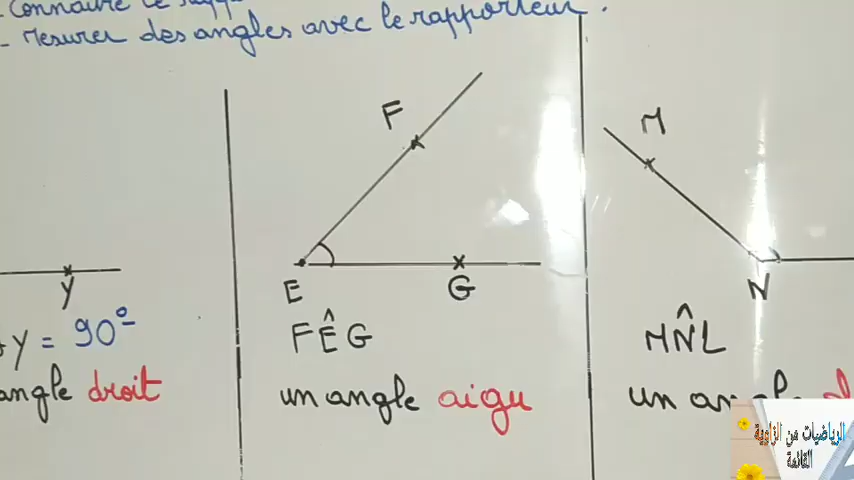 - Connaitre le
- Mesurer des angles avec le rapporteur.
F
M
E
G
y
N
y = 90°
FÊG
MN̂L
angle droit
un angle aigu
un
الرياضيات من الزاوية
القائمة